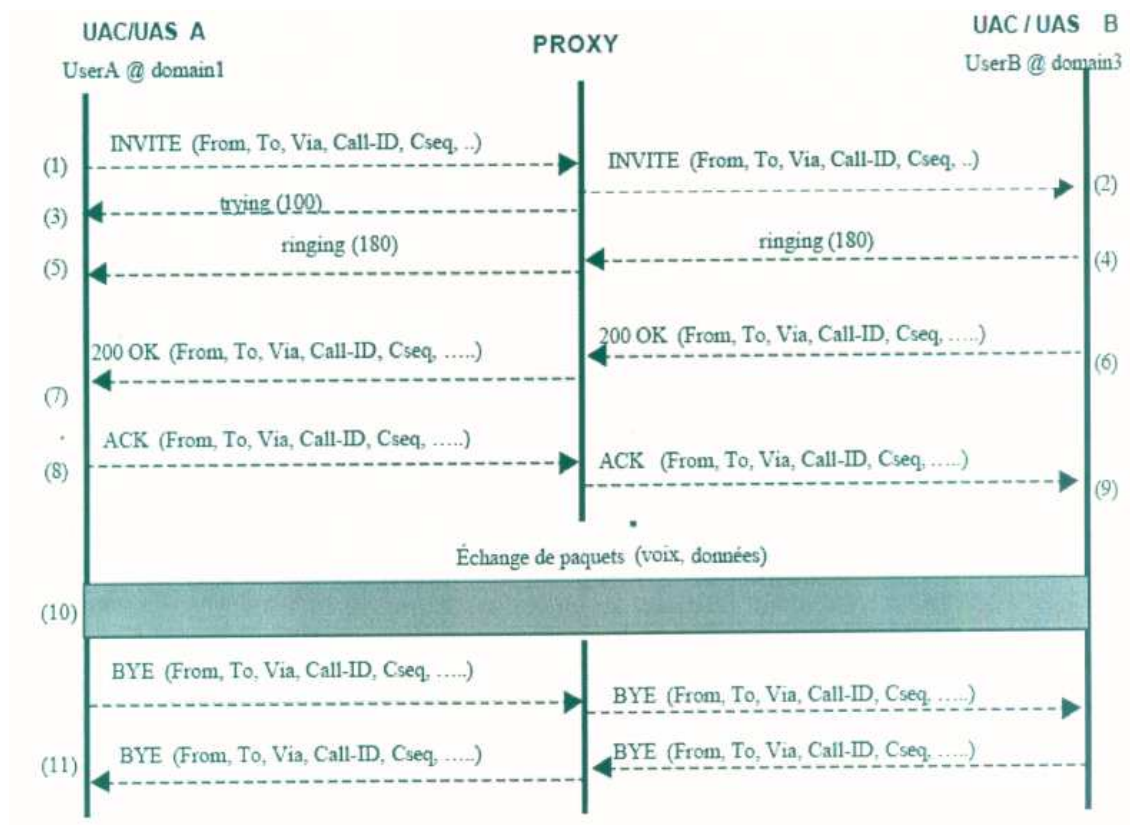 UAC/UAS A
UserA @ domain1
PROXY
UAC / UAS B
UserB @ domain3
INVITE (From, To, Via, Call-ID, Cseq, ..)
(1)
INVITE (From, To, Via, Call-ID, Cseq, ..)
(2)
trying (100)
(3)
ringing (180)
(4)
ringing (180)
(5)
200 OK (From, To, Via, Call-ID, Cseq, .....)
(6)
200 OK (From, To, Via, Call-ID, Cseq, .....)
(7)
ACK (From, To, Via, Call-ID, Cseq, .....)
(8)
ACK (From, To, Via, Call-ID, Cseq, .....)
(9)
Échange de paquets (voix, données)
(10)
BYE (From, To, Via, Call-ID, Cseq, .....)
BYE (From, To, Via, Call-ID, Cseq, .....)
BYE (From, To, Via, Call-ID, Cseq, .....)
BYE (From, To, Via, Call-ID, Cseq, .....)
(11)